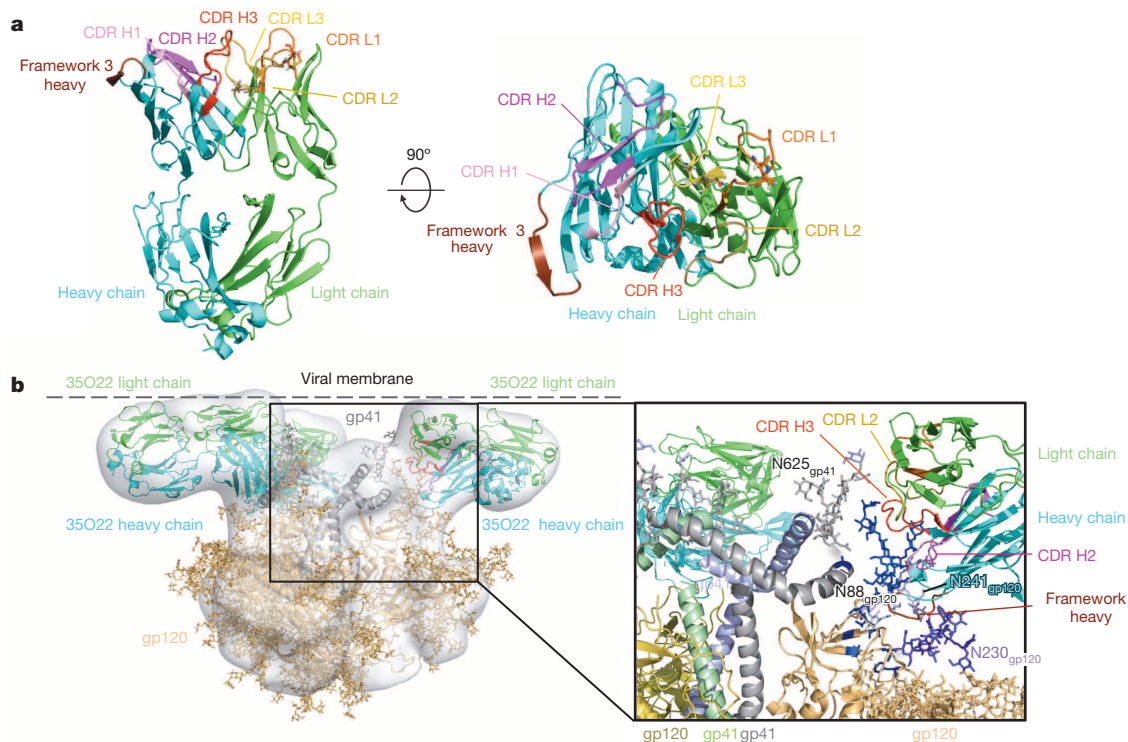 a
CDR H1
CDR H2
CDR H3
CDR L3
CDR L1
Framework 3
heavy
CDR L2
Heavy chain
Light chain
90º
CDR H2
CDR L3
CDR L1
CDR H1
Framework 3
heavy
CDR L2
CDR H3
Heavy chain
Light chain
b
35O22 light chain
Viral membrane
35O22 light chain
gp41
35O22 heavy chain
35O22 heavy chain
gp120
CDR H3
CDR L2
N625gp41
Light chain
Heavy chain
CDR H2
N88gp120
N241gp120
Framework
heavy
N230gp120
gp120
gp41
gp41
gp120